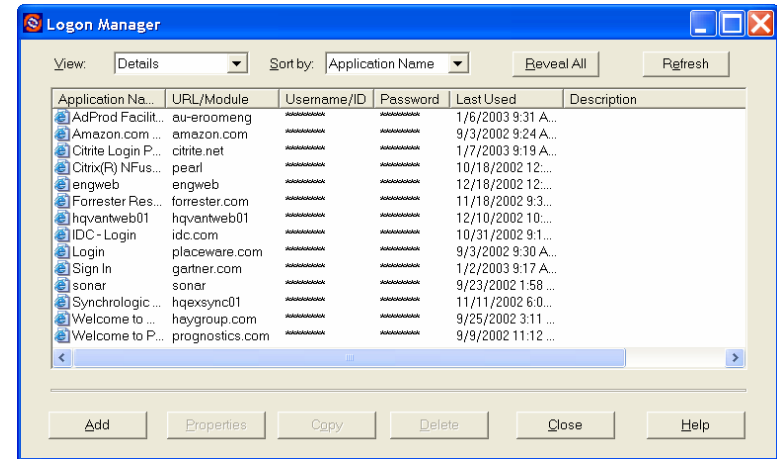 Logon Manager
View: Details Sort by: Application Name Reveal All Refresh
Application Na... URL/Module Username/ID Password Last Used Description
AdProd Facilit... au-eroomeng ********** ********** 1/6/2003 9:31 A...
Amazon.com ... amazon.com ********** ********** 9/3/2002 9:24 A...
Citrite Login P... citrite.net ********** ********** 1/7/2003 9:19 A...
Citrix(R) NFus... pearl ********** ********** 10/18/2002 12:...
engweb engweb ********** ********** 12/18/2002 12:...
Forrester Res... forrester.com ********** ********** 11/18/2002 9:3...
hqvantweb01 hqvantweb01 ********** ********** 12/10/2002 10:...
IDC - Login idc.com ********** ********** 10/31/2002 9:1...
Login placeware.com ********** ********** 9/3/2002 9:30 A...
Sign In gartner.com ********** ********** 1/2/2003 9:17 A...
sonar sonar ********** ********** 9/23/2002 1:58 ...
Synchrologic ... hqexsync01 ********** ********** 11/11/2002 6:0...
Welcome to ... haygroup.com ********** ********** 9/25/2002 3:11 ...
Welcome to P... prognostics.com ********** ********** 9/9/2002 11:12 ...
Add Properties Copy Delete Close Help